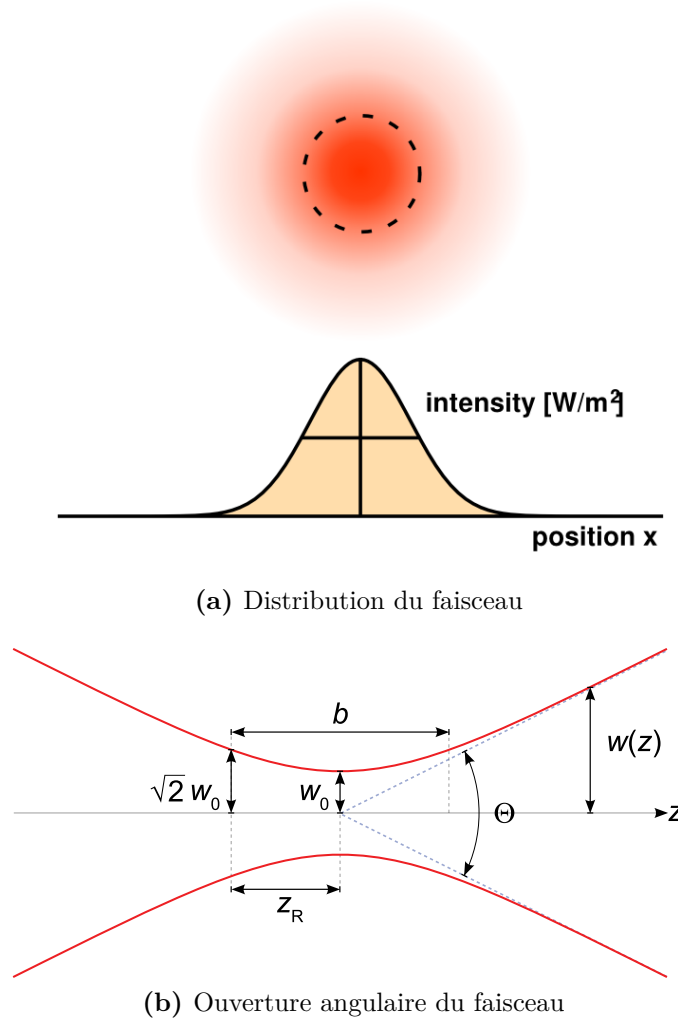 intensity [W/m²]
position x
(a) Distribution du faisceau
b
w(z)
√2 w₀
w₀
Θ
z
z_R
(b) Ouverture angulaire du faisceau